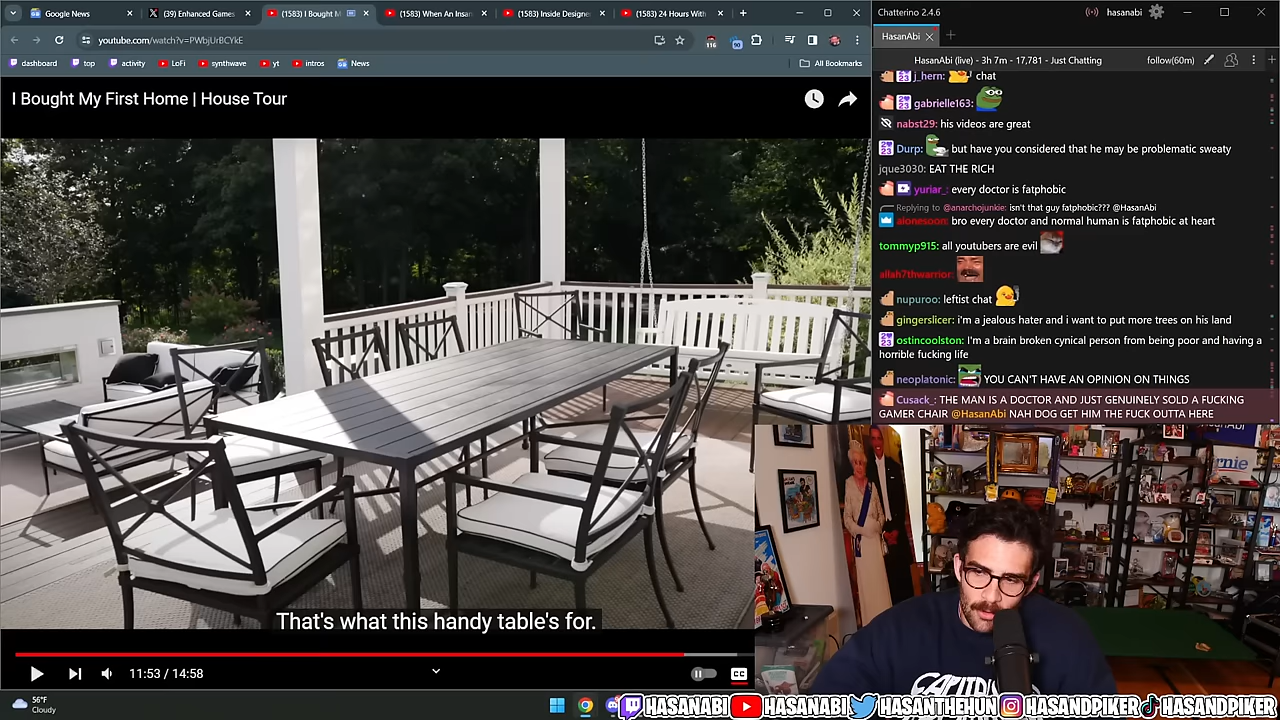 Google News
(39) Enhanced Games
(1583) I Bought M
(1583) When An Insan
(1583) Inside Designe
(1583) 24 Hours With
youtube.com/watch?v=PWbjUrBCYkE
116
90
dashboard
top
activity
LoFi
synthwave
yt
intros
News
All Bookmarks
I Bought My First Home | House Tour
That's what this handy table's for.
11:53 / 14:58
CC
56°F
Cloudy
Chatterino 2.4.6
hasanabi
HasanAbi
HasanAbi (live) - 3h 7m - 17,781 - Just Chatting
follow(60m)
j_hern: chat
gabrielle163:
nabst29: his videos are great
Durp: but have you considered that he may be problematic sweaty
jque3030: EAT THE RICH
yuriar_: every doctor is fatphobic
Replying to @anarchojunkie: isn't that guy fatphobic??? @HasanAbi
aionesoon: bro every doctor and normal human is fatphobic at heart
tommyp915: all youtubers are evil
allah7thwarrior:
nupuroo: leftist chat
gingerslicer: i'm a jealous hater and i want to put more trees on his land
ostincoolston: I'm a brain broken cynical person from being poor and having a
horrible fucking life
neoplatonic: YOU CAN'T HAVE AN OPINION ON THINGS
Cusack_: THE MAN IS A DOCTOR AND JUST GENUINELY SOLD A FUCKING
GAMER CHAIR @HasanAbi NAH DOG GET HIM THE FUCK OUTTA HERE
HASANABI
HASANABI
HASANTHEHUN
HASANDPIKER
HASANDPIKER